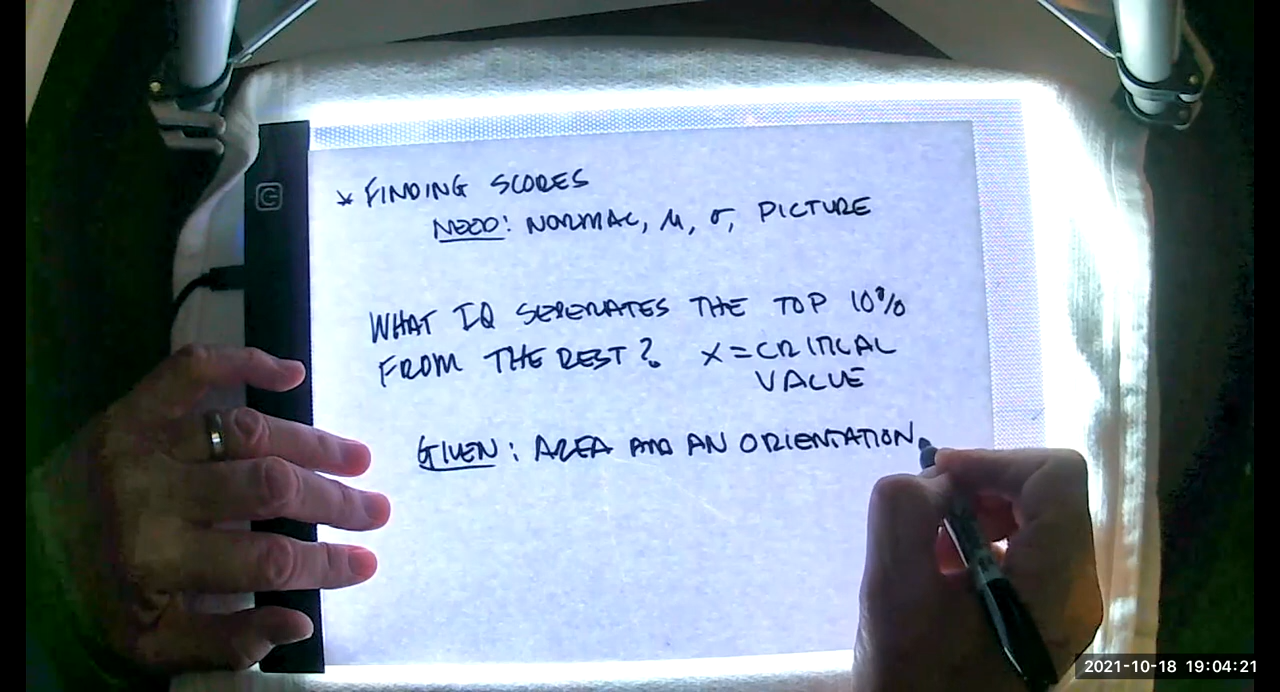 * FINDING SCORES
NEED: NORMAL, μ, σ, PICTURE
WHAT IQ SEPERATES THE TOP 10%
FROM THE REST? X = CRITICAL
VALUE
GIVEN: AREA AND AN ORIENTATION
2021-10-18 19:04:21